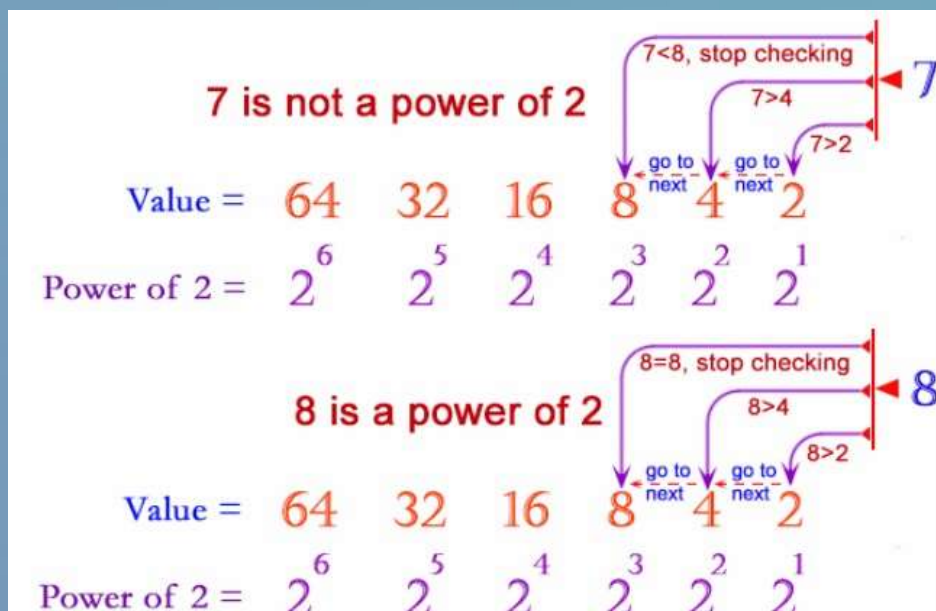 7<8, stop checking
7 is not a power of 2
7>4
7
7>2
go to next go to next
Value = 64 32 16 8 4 2
Power of 2 = 2^6 2^5 2^4 2^3 2^2 2^1
8=8, stop checking
8 is a power of 2
8>4
8
8>2
go to next go to next
Value = 64 32 16 8 4 2
Power of 2 = 2^6 2^5 2^4 2^3 2^2 2^1